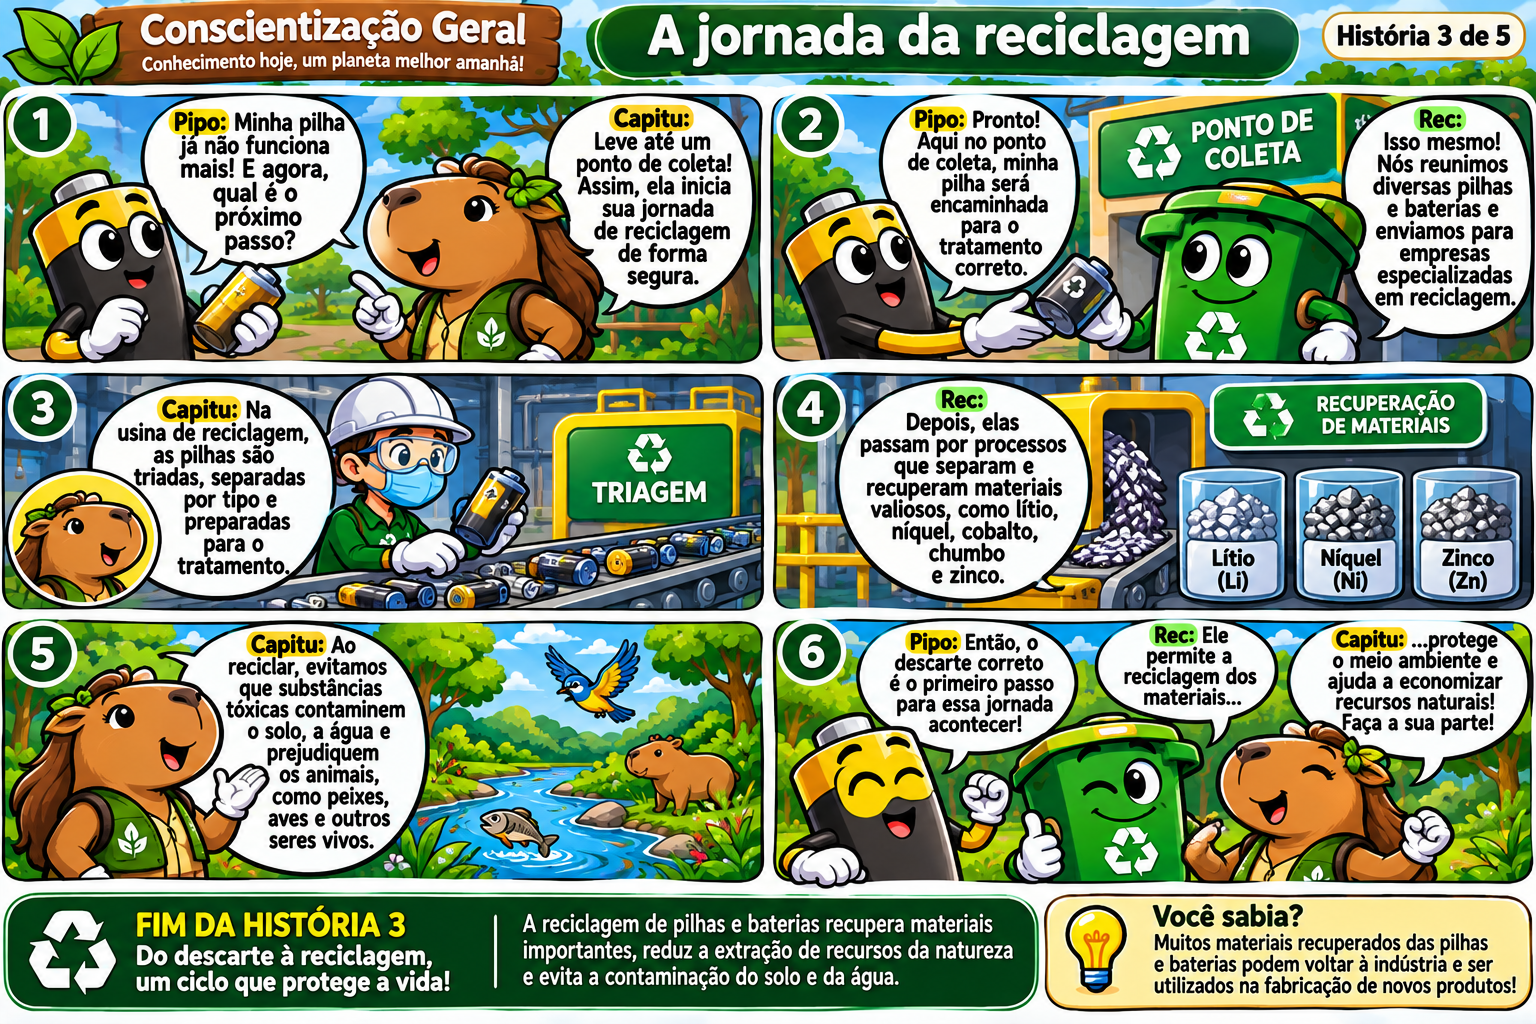 Conscientização Geral
Conhecimento hoje, um planeta melhor amanhã!
A jornada da reciclagem
História 3 de 5
1
Pipo: Minha pilha
já não funciona
mais! E agora,
qual é o
próximo
passo?
Capitu:
Leve até um
ponto de coleta!
Assim, ela inicia
sua jornada
de reciclagem
de forma
segura.
2
Pipo: Pronto!
Aqui no ponto
de coleta, minha
pilha será
encaminhada
para o
tratamento
correto.
PONTO DE
COLETA
Rec:
Isso mesmo!
Nós reunimos
diversas pilhas
e baterias e
enviamos para
empresas
especializadas
em reciclagem.
3
Capitu: Na
usina de reciclagem,
as pilhas são
triadas, separadas
por tipo e
preparadas
para o
tratamento.
TRIAGEM
4
Rec:
Depois, elas
passam por processos
que separam e
recuperam materiais
valiosos, como lítio,
níquel, cobalto,
chumbo
e zinco.
RECUPERAÇÃO
DE MATERIAIS
Lítio
(Li)
Níquel
(Ni)
Zinco
(Zn)
5
Capitu: Ao
reciclar, evitamos
que substâncias
tóxicas contaminem
o solo, a água e
prejudiquem
os animais,
como peixes,
aves e outros
seres vivos.
6
Pipo: Então, o
descarte correto
é o primeiro passo
para essa jornada
acontecer!
Rec: Ele
permite a
reciclagem dos
materiais...
Capitu: ...protege
o meio ambiente e
ajuda a economizar
recursos naturais!
Faça a sua parte!
FIM DA HISTÓRIA 3
Do descarte à reciclagem,
um ciclo que protege a vida!
A reciclagem de pilhas e baterias recupera materiais
importantes, reduz a extração de recursos da natureza
e evita a contaminação do solo e da água.
Você sabia?
Muitos materiais recuperados das pilhas
e baterias podem voltar à indústria e ser
utilizados na fabricação de novos produtos!